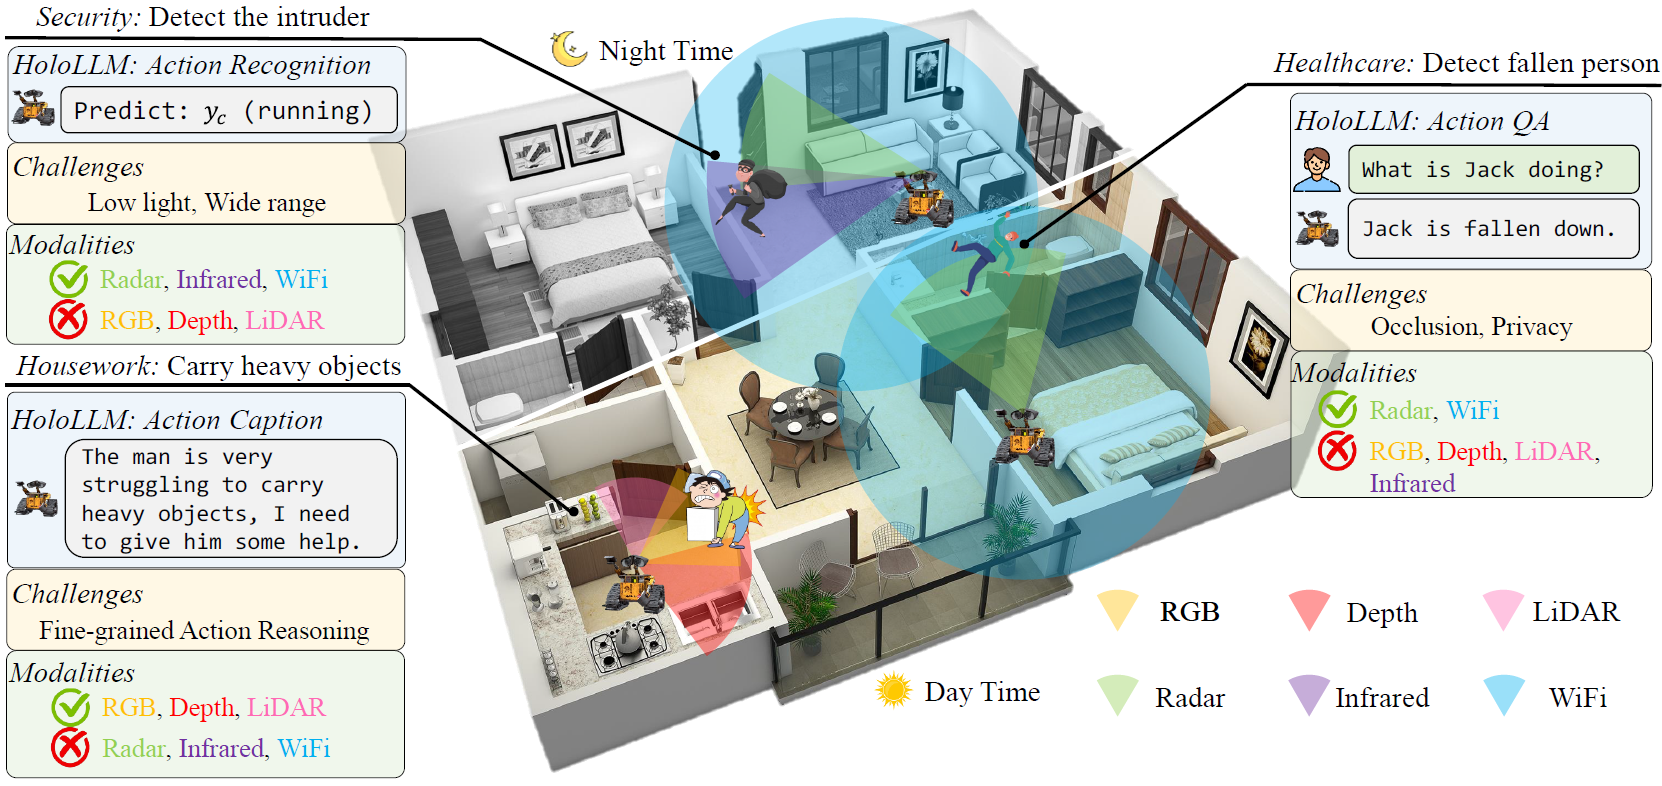 Security: Detect the intruder
HoloLLM: Action Recognition
Predict: y_c (running)
Challenges
Low light, Wide range
Modalities
Radar, Infrared, WiFi
RGB, Depth, LiDAR
Housework: Carry heavy objects
HoloLLM: Action Caption
The man is very
struggling to carry
heavy objects, I need
to give him some help.
Challenges
Fine-grained Action Reasoning
Modalities
RGB, Depth, LiDAR
Radar, Infrared, WiFi
Night Time
Healthcare: Detect fallen person
HoloLLM: Action QA
What is Jack doing?
Jack is fallen down.
Challenges
Occlusion, Privacy
Modalities
Radar, WiFi
RGB, Depth, LiDAR,
Infrared
RGB
Depth
LiDAR
Day Time
Radar
Infrared
WiFi